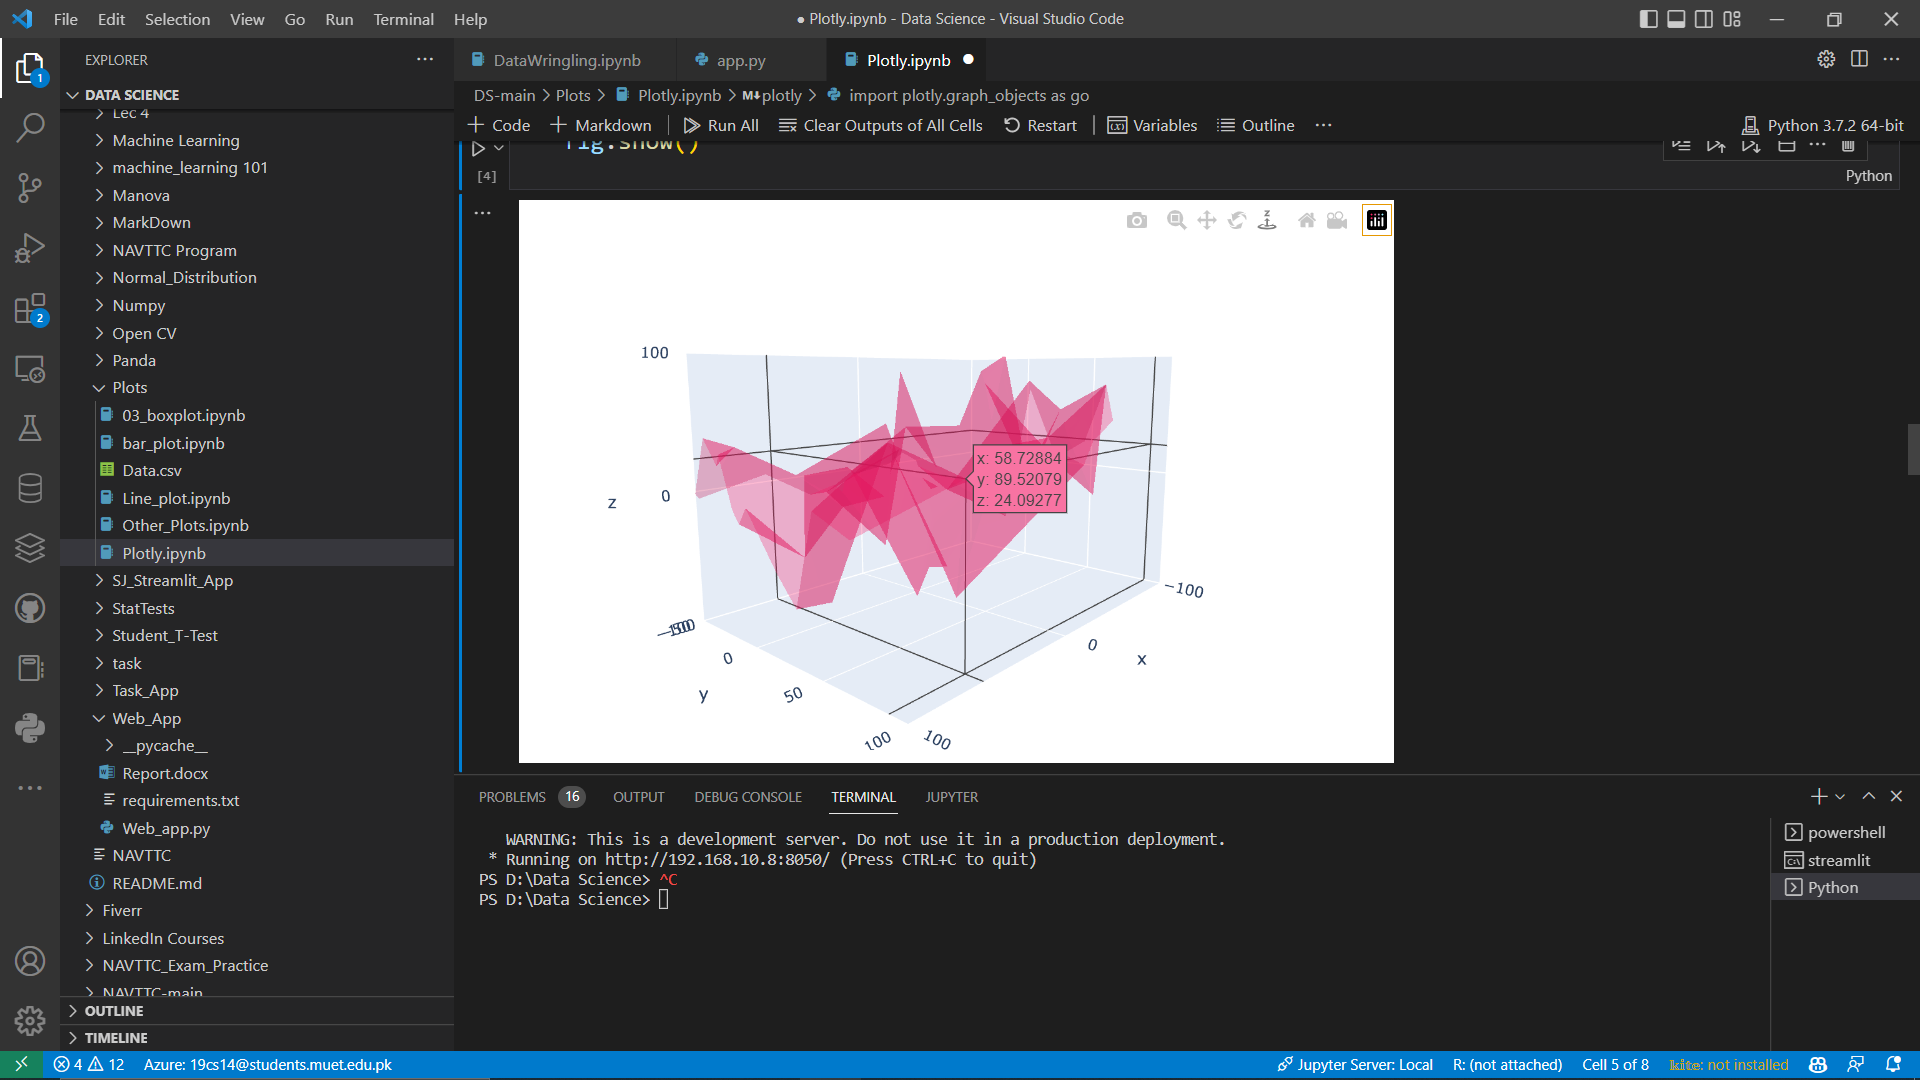 File Edit Selection View Go Run Terminal Help
● Plotly.ipynb - Data Science - Visual Studio Code
EXPLORER
DATA SCIENCE
Lec 4
Machine Learning
machine_learning 101
Manova
MarkDown
NAVTTC Program
Normal_Distribution
Numpy
Open CV
Panda
Plots
03_boxplot.ipynb
bar_plot.ipynb
Data.csv
Line_plot.ipynb
Other_Plots.ipynb
Plotly.ipynb
SJ_Streamlit_App
StatTests
Student_T-Test
task
Task_App
Web_App
__pycache__
Report.docx
requirements.txt
Web_app.py
NAVTTC
README.md
Fiverr
LinkedIn Courses
NAVTTC_Exam_Practice
NAVTTC-main
OUTLINE
TIMELINE
1
2
DataWringling.ipynb
app.py
Plotly.ipynb
DS-main > Plots > Plotly.ipynb > M↓plotly > import plotly.graph_objects as go
Code Markdown Run All Clear Outputs of All Cells Restart Variables Outline
Python 3.7.2 64-bit
fig.show()
[4]
Python
100
0
z
x: 58.72884
y: 89.52079
z: 24.09277
−100
0
x
0
50
y
100
100
PROBLEMS 16 OUTPUT DEBUG CONSOLE TERMINAL JUPYTER
WARNING: This is a development server. Do not use it in a production deployment.
* Running on http://192.168.10.8:8050/ (Press CTRL+C to quit)
PS D:\Data Science> ^C
PS D:\Data Science>
powershell
streamlit
Python
4 12 Azure: 19cs14@students.muet.edu.pk
Jupyter Server: Local R: (not attached) Cell 5 of 8 kite: not installed